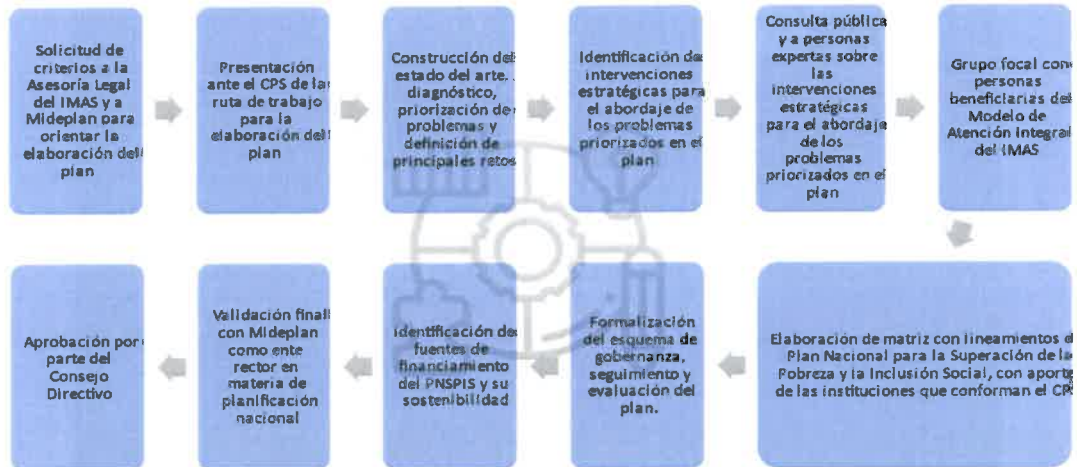 Solicitud de
criterios a la
Asesoría Legal
del IMAS y a
Mideplan para
orientar la
elaboración del
plan
Presentación
ante el CPS de la
ruta de trabajo
para la
elaboración del
plan
Construcción del
estado del arte,
diagnóstico,
priorización de
problemas y
definición de
principales retos
Identificación de
intervenciones
estratégicas para
el abordaje de
los problemas
priorizados en el
plan
Consulta pública
y a personas
expertas sobre
las
intervenciones
estratégicas
para el abordaje
de los
problemas
priorizados en el
plan
Grupo focal con
personas
beneficiarias del
Modelo de
Atención Integral
del IMAS
Elaboración de matriz con lineamientos d
Plan Nacional para la Superación de la
Pobreza y la Inclusión Social, con aporte
de las instituciones que conforman el CP
Formalización
del esquema de
gobernanza,
seguimiento y
evaluación del
plan.
Identificación de
fuentes de
financiamiento
del PNSPIS y su
sostenibilidad
Validación final
con Mideplan
como ente
rector en
materia de
planificación
nacional
Aprobación por
parte del
Consejo
Directivo